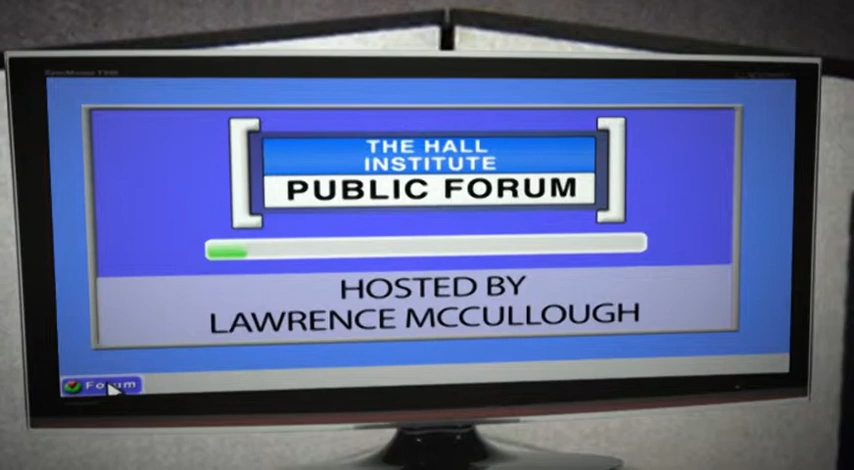 THE HALL
INSTITUTE
PUBLIC FORUM
HOSTED BY
LAWRENCE MCCULLOUGH
Forum